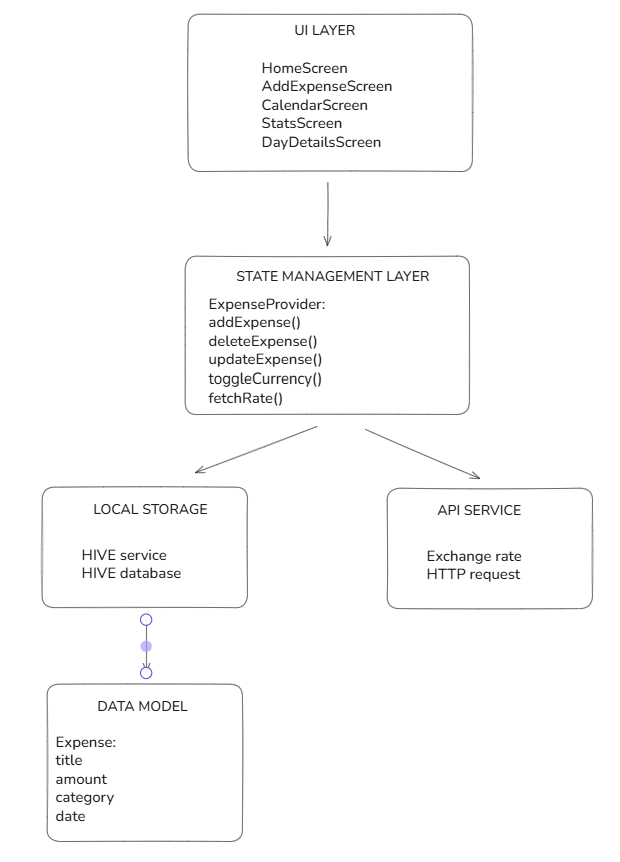 UI LAYER
HomeScreen
AddExpenseScreen
CalendarScreen
StatsScreen
DayDetailsScreen
STATE MANAGEMENT LAYER
ExpenseProvider:
addExpense()
deleteExpense()
updateExpense()
toggleCurrency()
fetchRate()
LOCAL STORAGE
HIVE service
HIVE database
API SERVICE
Exchange rate
HTTP request
DATA MODEL
Expense:
title
amount
category
date